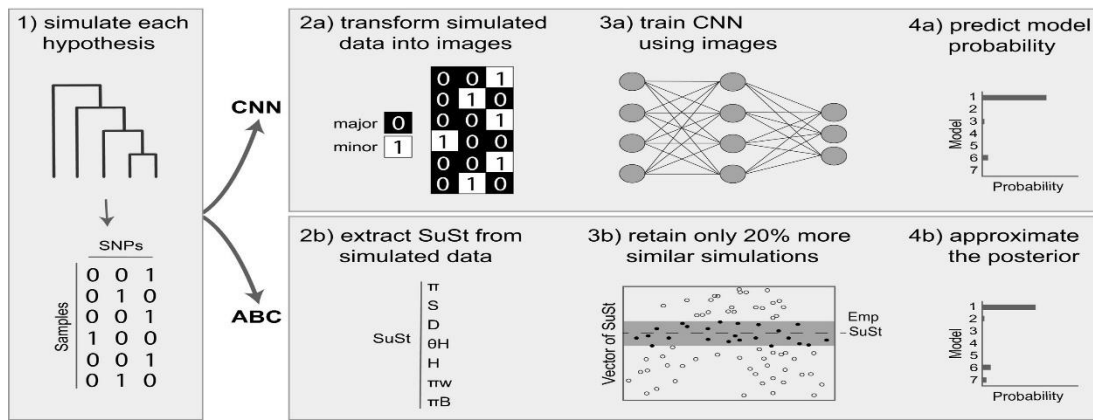 1) simulate each
hypothesis
SNPs
Samples
0 0 1
0 1 0
0 0 1
1 0 0
0 0 1
0 1 0
CNN
ABC
2a) transform simulated
data into images
major 0
minor 1
0 0 1
0 1 0
0 0 1
1 0 0
0 0 1
0 1 0
3a) train CNN
using images
4a) predict model
probability
Model
1
2
3
4
5
6
7
Probability
2b) extract SuSt from
simulated data
SuSt
π
S
D
θH
H
πw
πB
3b) retain only 20% more
similar simulations
Vector of SuSt
Emp
SuSt
4b) approximate
the posterior
Model
1
2
3
4
5
6
7
Probability